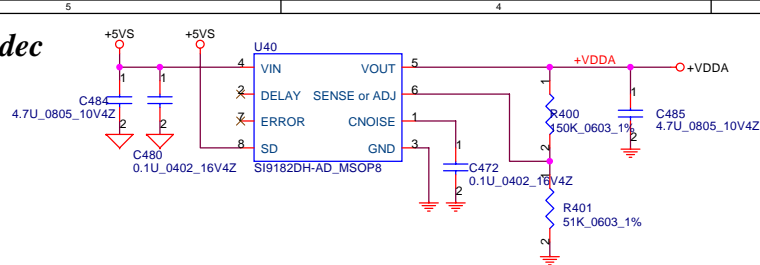 5
4
dec
+5VS
+5VS
U40
4
VIN
VOUT
5
+VDDA
+VDDA
1
1
2
DELAY
SENSE or ADJ
6
1
1
C484
4.7U_0805_10V4Z
R400
150K_0603_1%
C485
4.7U_0805_10V4Z
7
ERROR
CNOISE
1
2
2
2
2
8
SD
GND
3
1
C480
0.1U_0402_16V4Z
SI9182DH-AD_MSOP8
C472
0.1U_0402_16V4Z
2
1
R401
51K_0603_1%
2